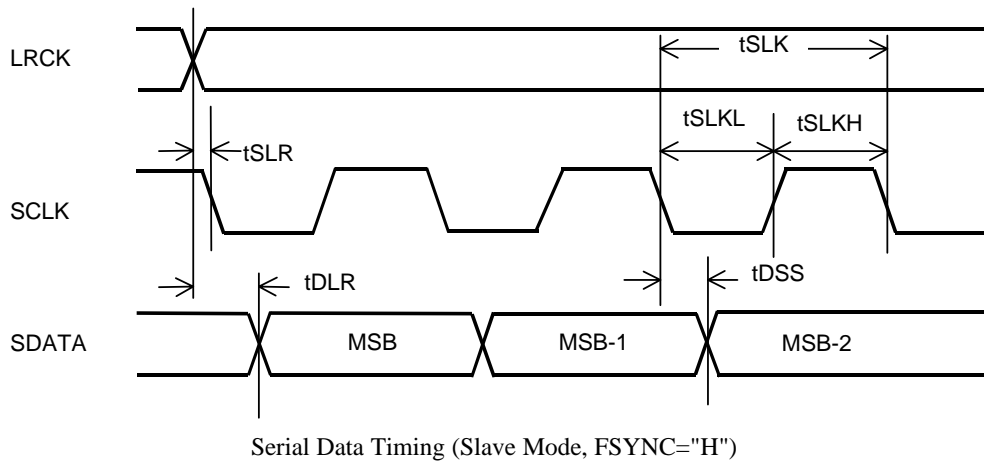 LRCK
tSLK
tSLKL
tSLKH
tSLR
SCLK
tDSS
tDLR
SDATA
MSB
MSB-1
MSB-2
Serial Data Timing (Slave Mode, FSYNC="H")